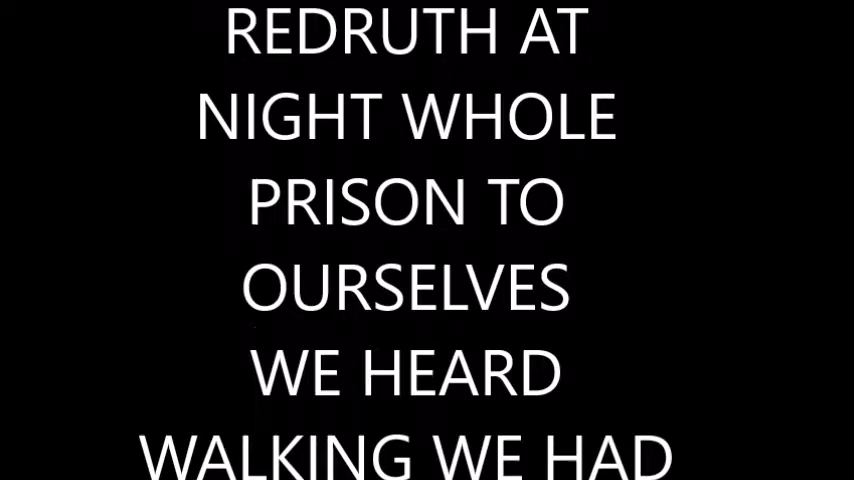 REDRUTH AT
NIGHT WHOLE
PRISON TO
OURSELVES
WE HEARD
WALKING WE HAD